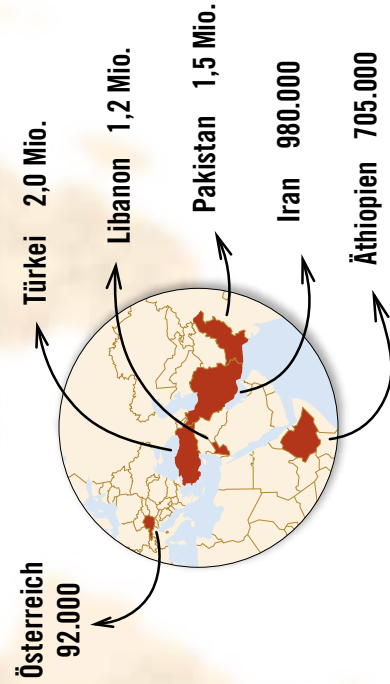 Österreich
92.000
Türkei 2,0 Mio.
Libanon 1,2 Mio.
Pakistan 1,5 Mio.
Iran 980.000
Äthiopien 705.000